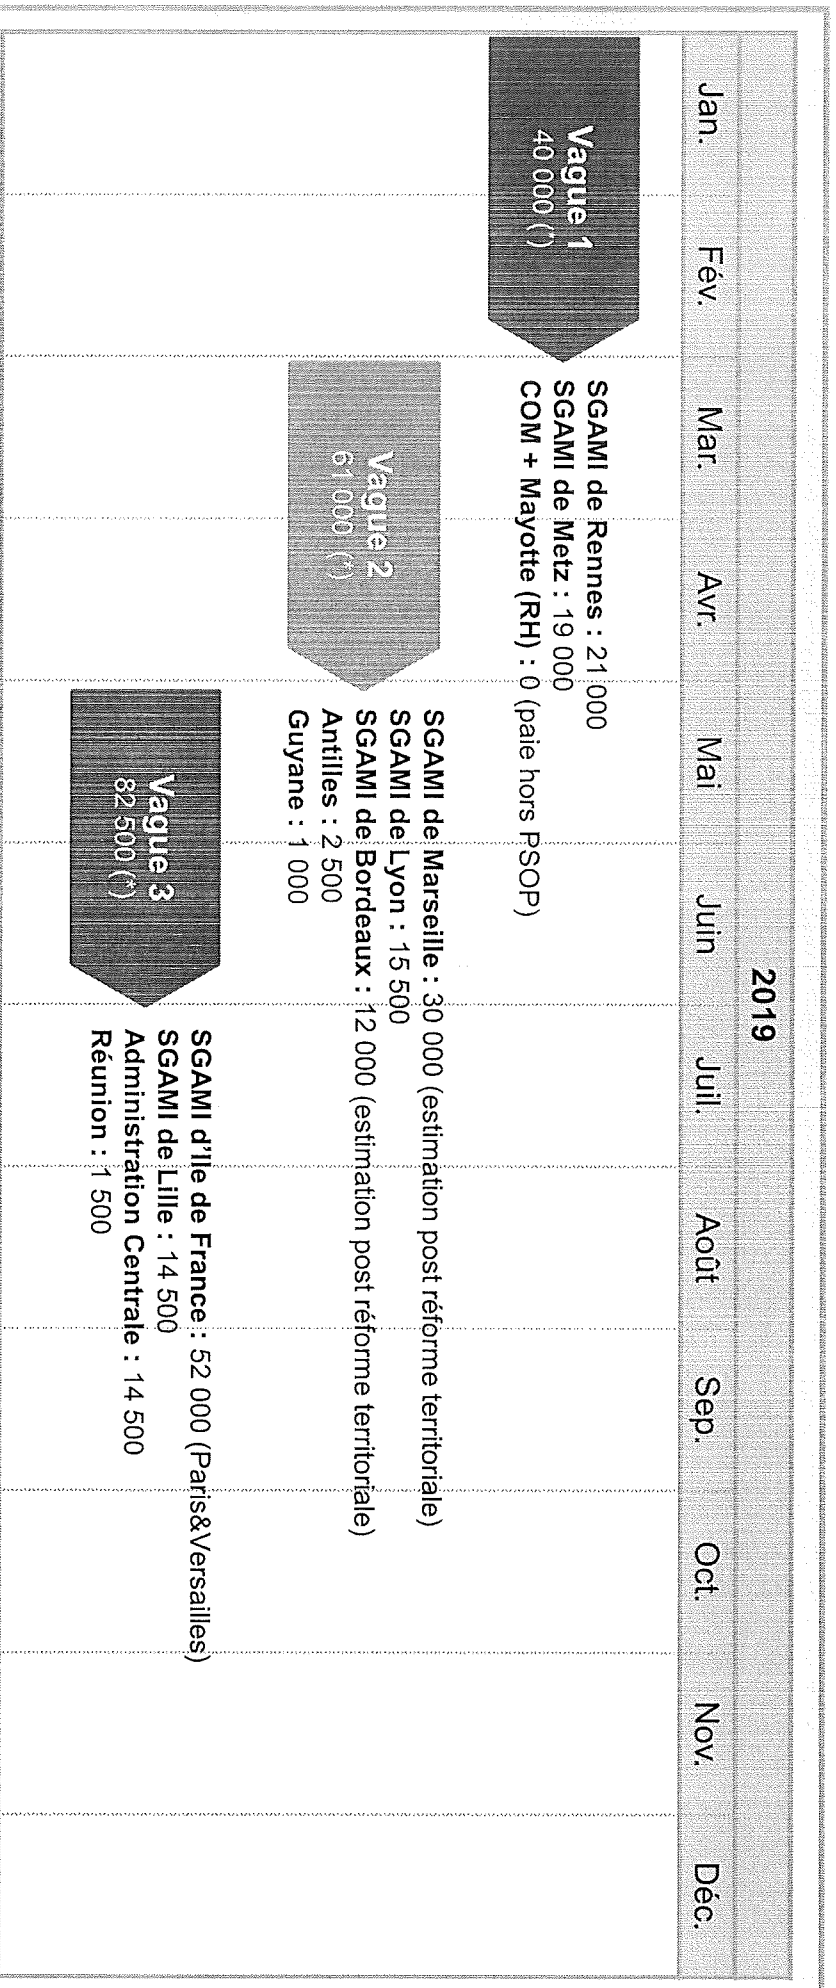 2019
Jan. Fév. Mar. Avr. Mai Juin Juil. Août Sep. Oct. Nov. Déc.
Vague 1
40 000 (*)
SGAMI de Rennes : 21 000
SGAMI de Metz : 19 000
COM + Mayotte (RH) : 0 (paie hors PSOP)
Vague 2
61 000 (*)
SGAMI de Marseille : 30 000 (estimation post réforme territoriale)
SGAMI de Lyon : 15 500
SGAMI de Bordeaux : 12 000 (estimation post réforme territoriale)
Antilles : 2 500
Guyane : 1 000
Vague 3
82 500 (*)
SGAMI d'Ile de France : 52 000 (Paris&Versailles)
SGAMI de Lille : 14 500
Administration Centrale : 14 500
Réunion : 1 500